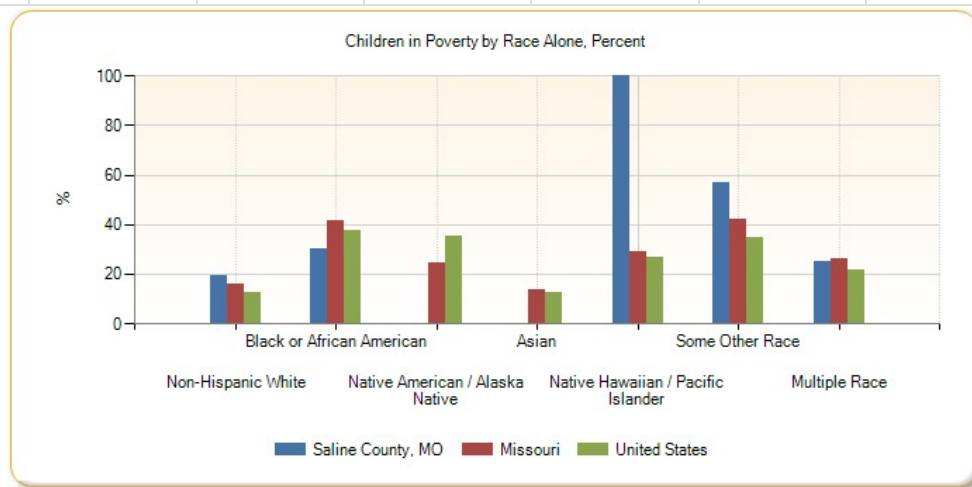 Children in Poverty by Race Alone, Percent
100
80
60
40
20
0
%
Black or African American
Asian
Some Other Race
Non-Hispanic White
Native American / Alaska
Native
Native Hawaiian / Pacific
Islander
Multiple Race
Saline County, MO
Missouri
United States